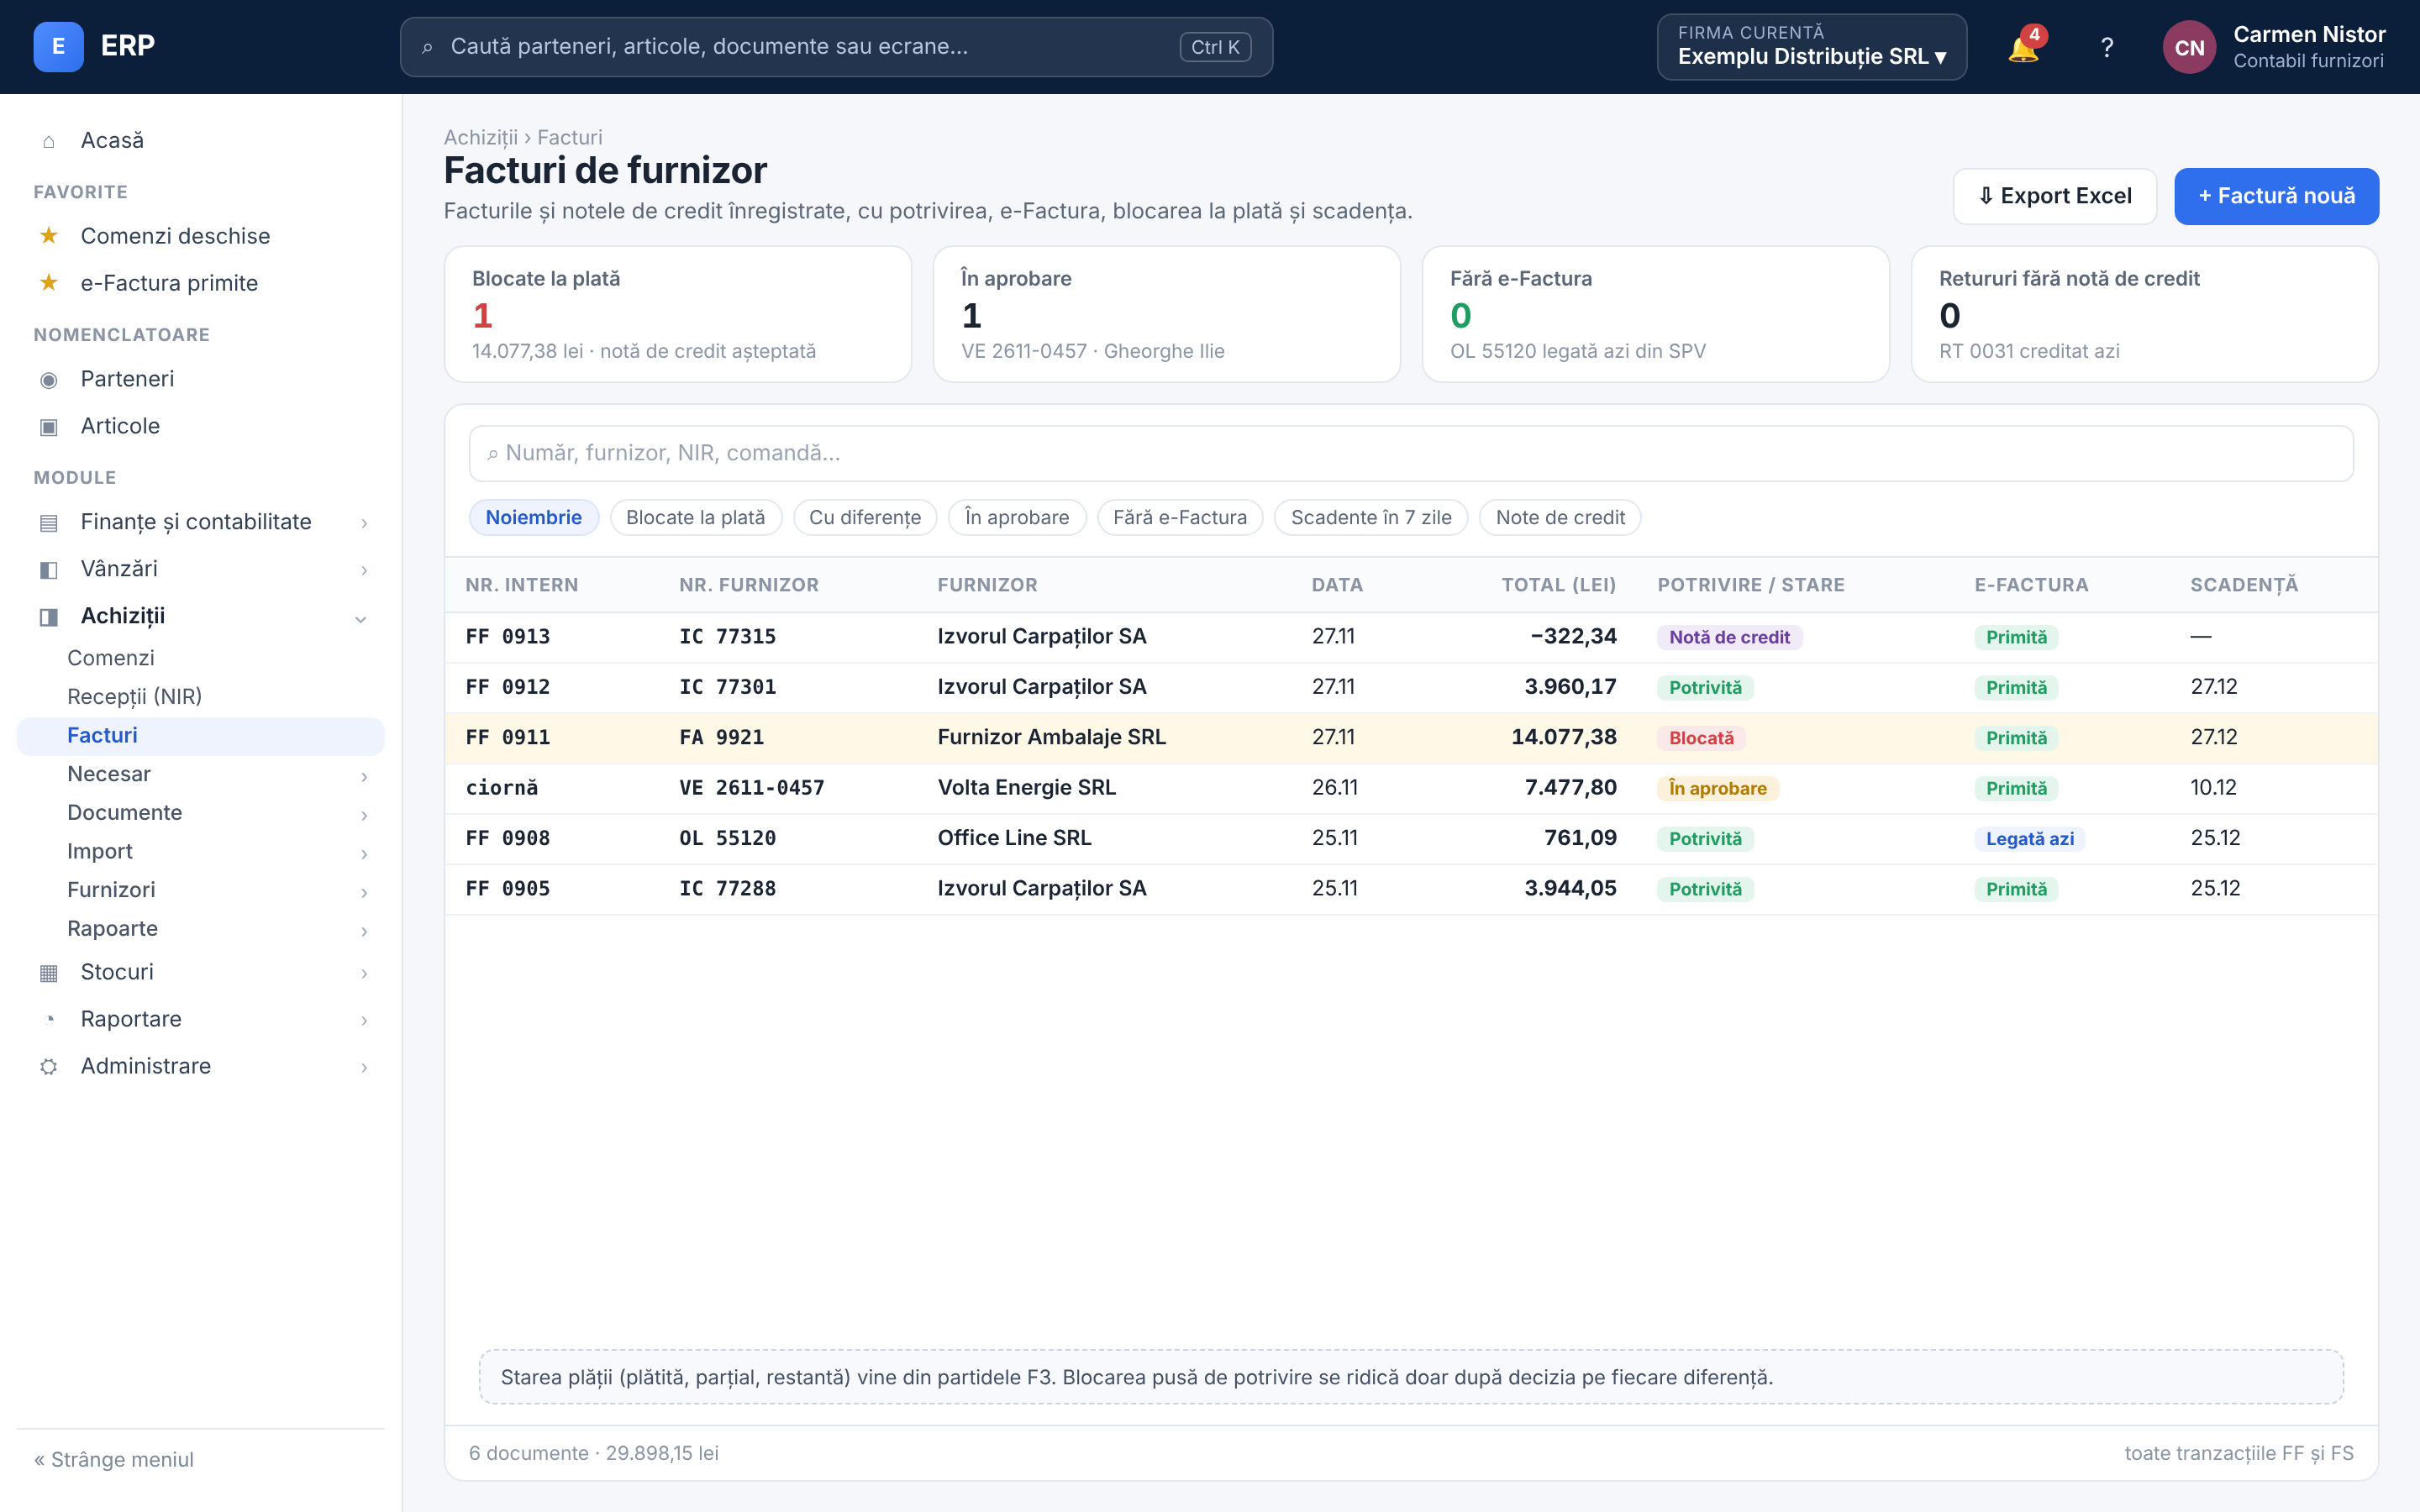 E ERP
Caută parteneri, articole, documente sau ecrane... Ctrl K
FIRMA CURENTĂ
Exemplu Distribuție SRL ▾
4
?
CN
Carmen Nistor
Contabil furnizori
Acasă
FAVORITE
★ Comenzi deschise
★ e-Factura primite
NOMENCLATOARE
Parteneri
Articole
MODULE
Finanțe și contabilitate ›
Vânzări ›
Achiziții
Comenzi
Recepții (NIR)
Facturi
Necesar ›
Documente ›
Import ›
Furnizori ›
Rapoarte ›
Stocuri ›
Raportare ›
Administrare ›
« Strânge meniul
Achiziții › Facturi
Facturi de furnizor
Facturile și notele de credit înregistrate, cu potrivirea, e-Factura, blocarea la plată și scadența.
⇩ Export Excel
+ Factură nouă
Blocate la plată
1
14.077,38 lei · notă de credit așteptată
În aprobare
1
VE 2611-0457 · Gheorghe Ilie
Fără e-Factura
0
OL 55120 legată azi din SPV
Retururi fără notă de credit
0
RT 0031 creditat azi
Număr, furnizor, NIR, comandă...
Noiembrie Blocate la plată Cu diferențe În aprobare Fără e-Factura Scadente în 7 zile Note de credit
NR. INTERN NR. FURNIZOR FURNIZOR DATA TOTAL (LEI) POTRIVIRE / STARE E-FACTURA SCADENȚĂ
FF 0913 IC 77315 Izvorul Carpaților SA 27.11 −322,34 Notă de credit Primită —
FF 0912 IC 77301 Izvorul Carpaților SA 27.11 3.960,17 Potrivită Primită 27.12
FF 0911 FA 9921 Furnizor Ambalaje SRL 27.11 14.077,38 Blocată Primită 27.12
ciornă VE 2611-0457 Volta Energie SRL 26.11 7.477,80 În aprobare Primită 10.12
FF 0908 OL 55120 Office Line SRL 25.11 761,09 Potrivită Legată azi 25.12
FF 0905 IC 77288 Izvorul Carpaților SA 25.11 3.944,05 Potrivită Primită 25.12
Starea plății (plătită, parțial, restantă) vine din partidele F3. Blocarea pusă de potrivire se ridică doar după decizia pe fiecare diferență.
6 documente · 29.898,15 lei
toate tranzacțiile FF și FS